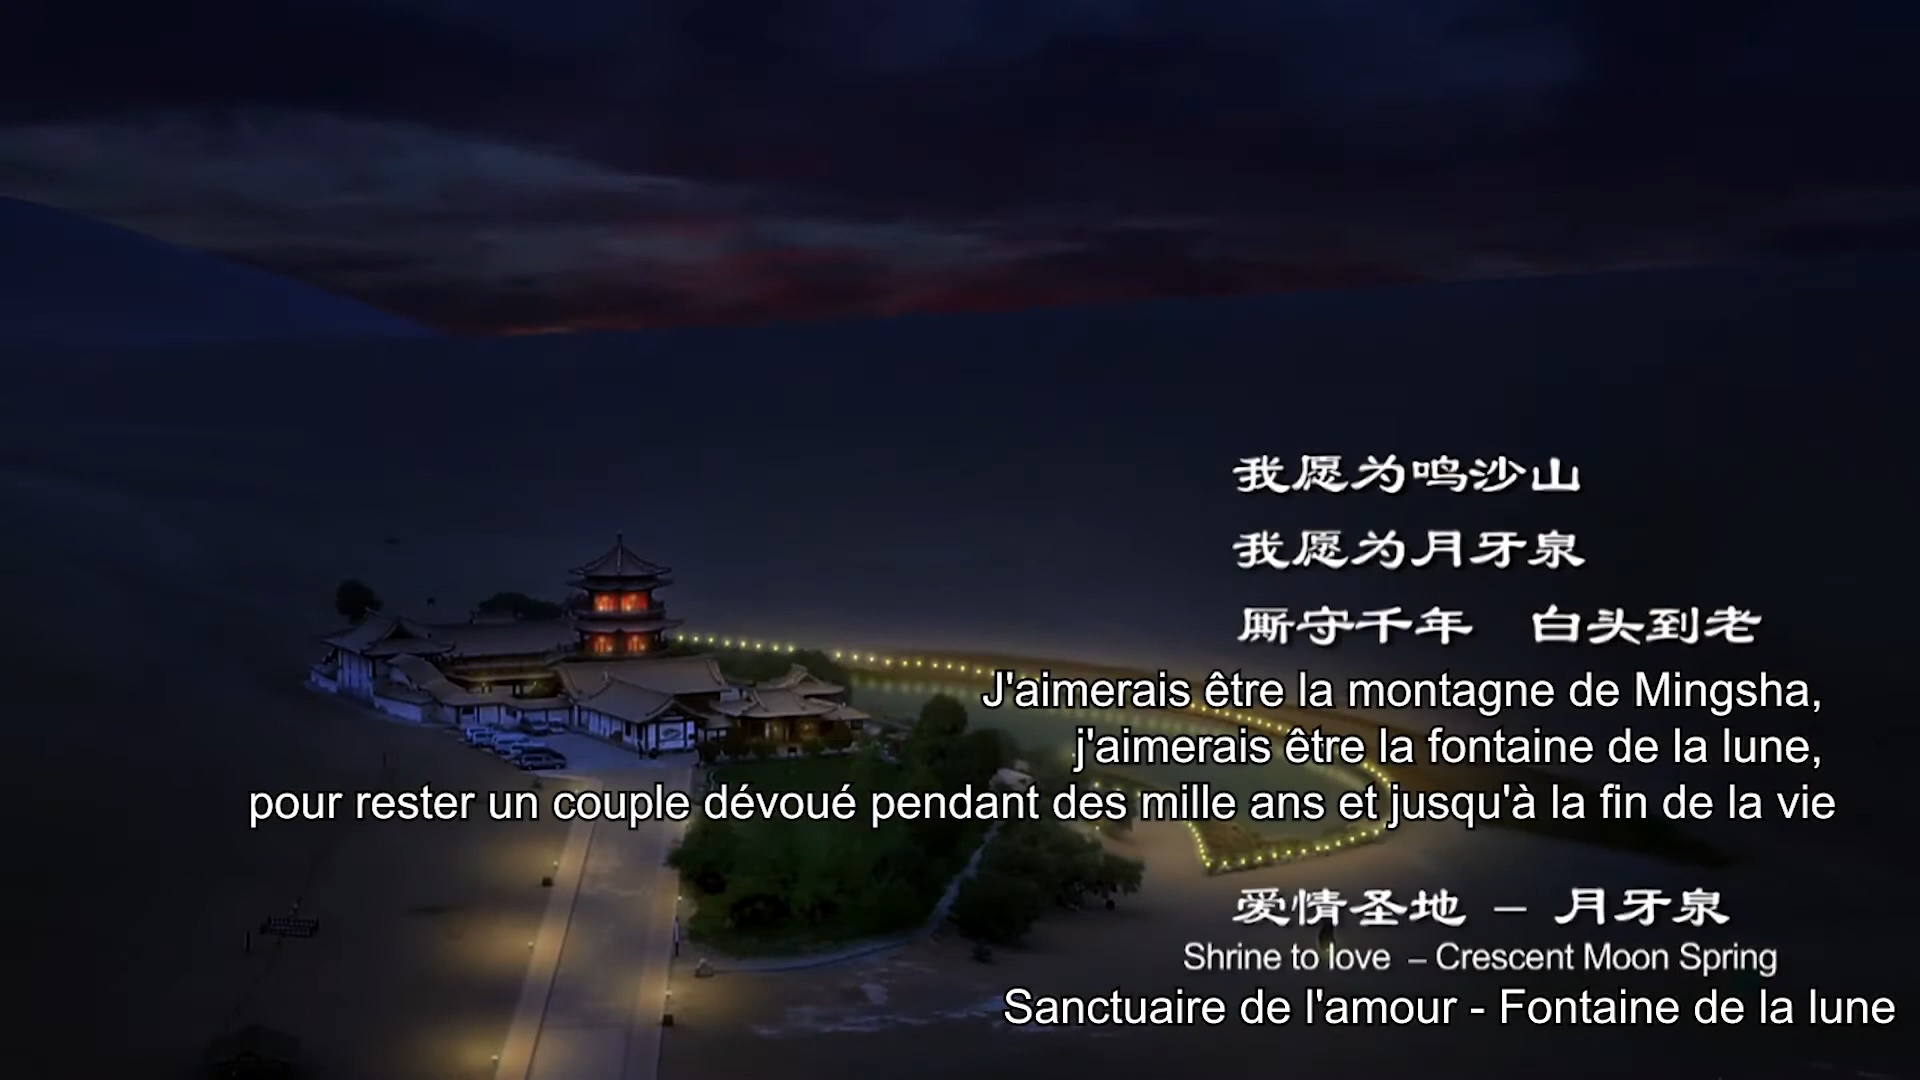 我愿为鸣沙山
我愿为月牙泉
厮守千年 白头到老
J'aimerais être la montagne de Mingsha,
j'aimerais être la fontaine de la lune,
pour rester un couple dévoué pendant des mille ans et jusqu'à la fin de la vie
爱情圣地 – 月牙泉
Shrine to love – Crescent Moon Spring
Sanctuaire de l'amour - Fontaine de la lune